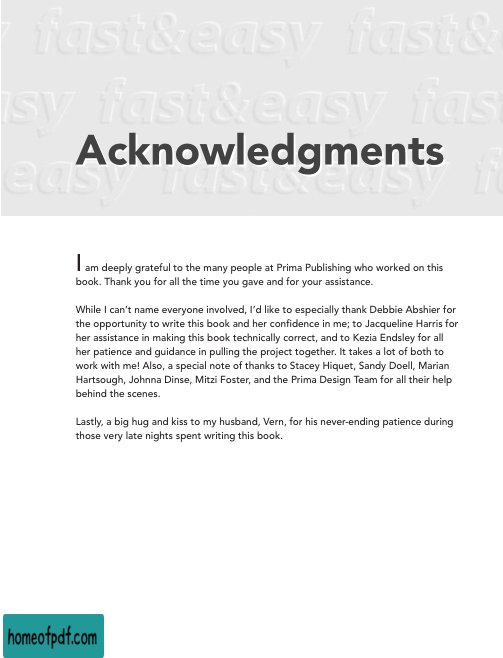 fast&easy fast&easy
easy fast&easy fast
Acknowledgments
easy fast&easy f
I am deeply grateful to the many people at Prima Publishing who worked on this
book. Thank you for all the time you gave and for your assistance.
While I can’t name everyone involved, I’d like to especially thank Debbie Abshier for
the opportunity to write this book and her confidence in me; to Jacqueline Harris for
her assistance in making this book technically correct, and to Kezia Endsley for all
her patience and guidance in pulling the project together. It takes a lot of both to
work with me! Also, a special note of thanks to Stacey Hiquet, Sandy Doell, Marian
Hartsough, Johnna Dinse, Mitzi Foster, and the Prima Design Team for all their help
behind the scenes.
Lastly, a big hug and kiss to my husband, Vern, for his never-ending patience during
those very late nights spent writing this book.
homeofpdf.com